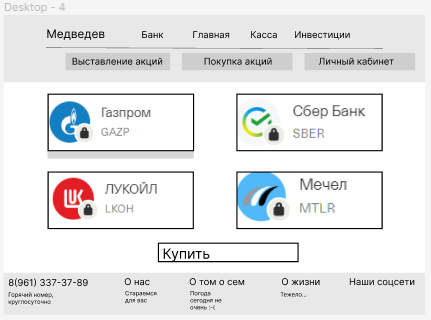 Desktop - 4
Медведев Банк Главная Касса Инвестиции
Выставление акций Покупка акций Личный кабинет
Газпром
GAZP
Сбер Банк
SBER
ЛУКОЙЛ
LKOH
Мечел
MTLR
Купить
8(961) 337-37-89 О нас О том о сем О жизни Наши соцсети
Горячий номер,
круглосуточно
Стараемся
для вас
Погода
сегодня не
очень :-(
Тяжело...